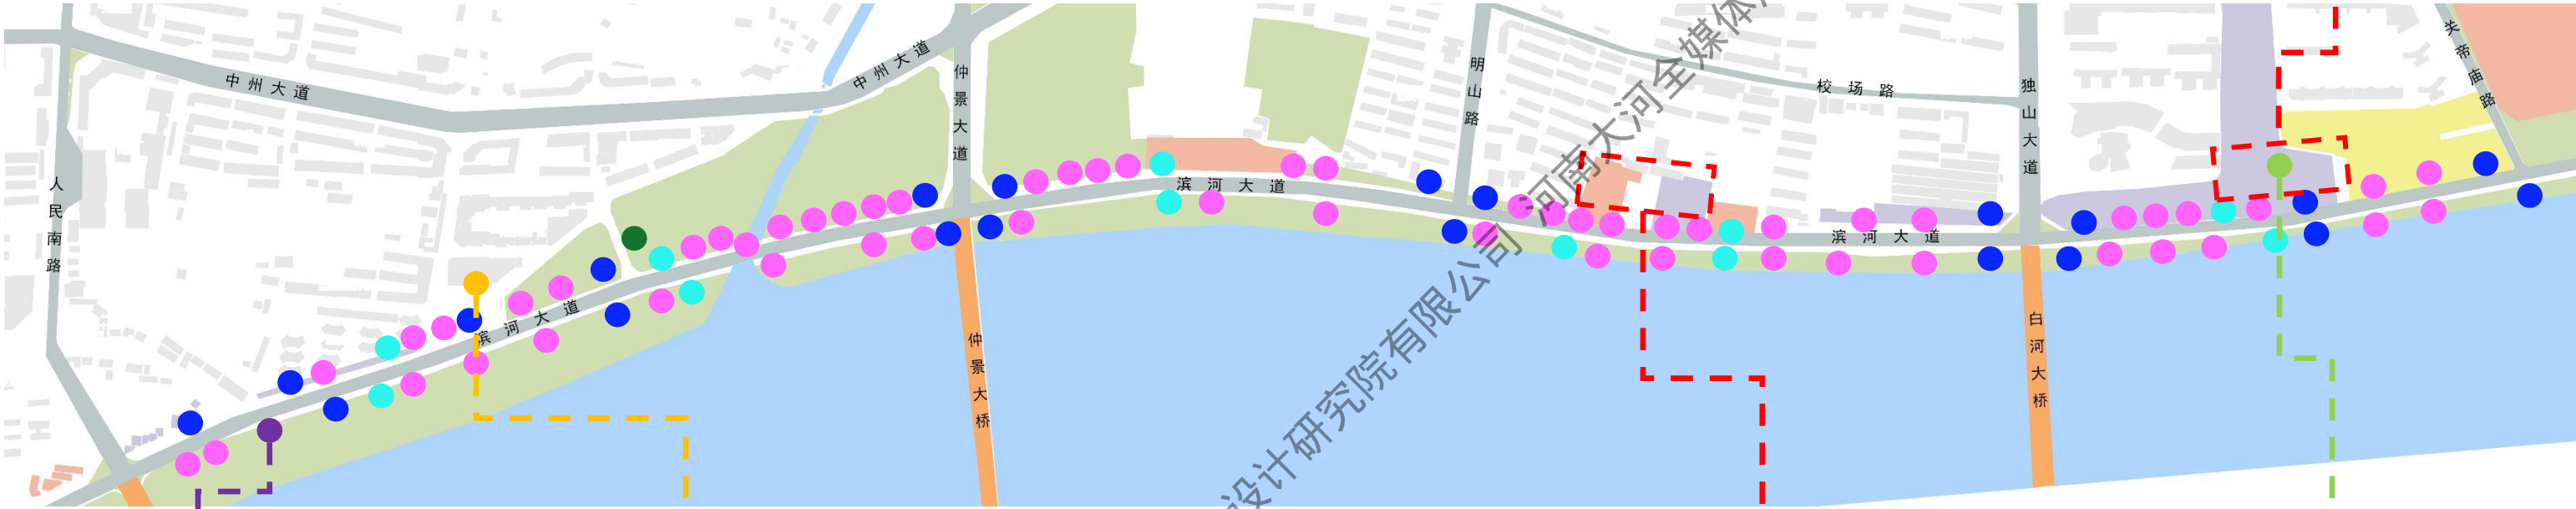 中州大道
中州大道
仲景大道
明山路
校场路
独山大道
关帝庙路
人民南路
滨河大道
滨河大道
滨河大道
仲景大桥
白河大桥
设计研究院有限公司 河南大河全媒体